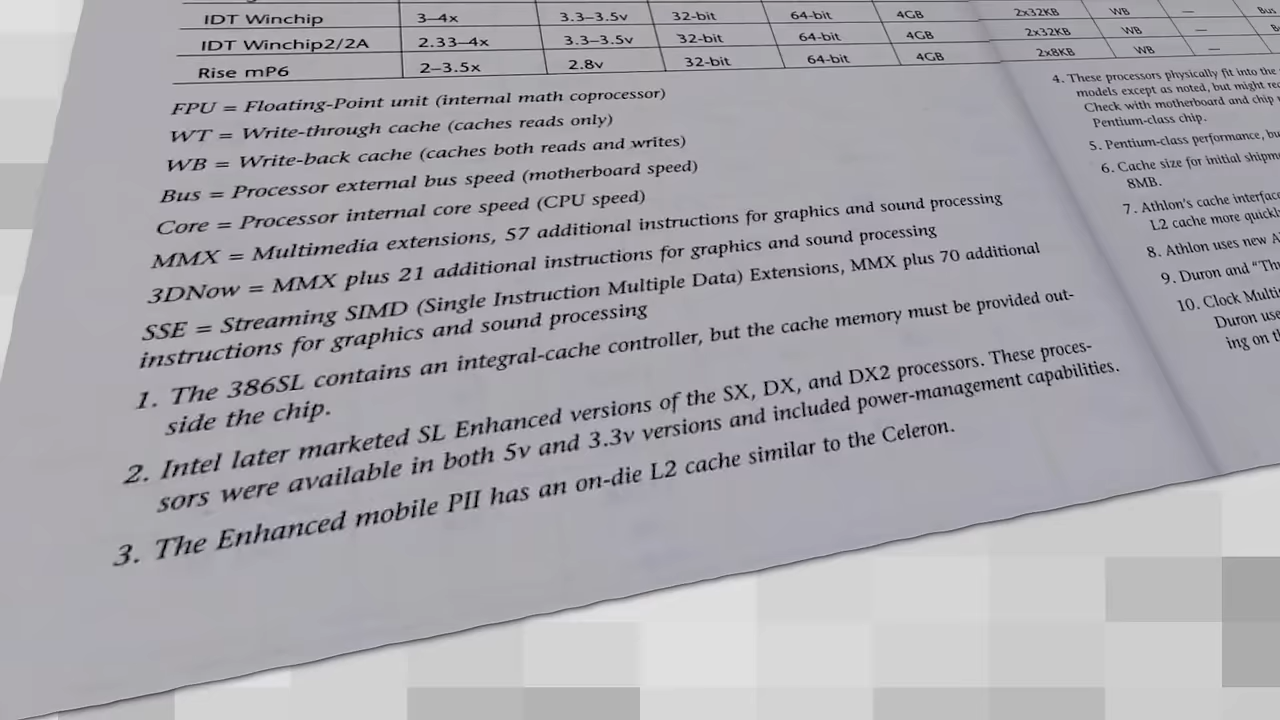 IDT Winchip 3–4x 3.3–3.5v 32-bit 64-bit 4GB 2x32KB WB — Bus
IDT Winchip2/2A 2.33–4x 3.3–3.5v 32-bit 64-bit 4GB 2x32KB WB —
Rise mP6 2–3.5x 2.8v 32-bit 64-bit 4GB 2x8KB WB —
FPU = Floating-Point unit (internal math coprocessor)
WT = Write-through cache (caches reads only)
WB = Write-back cache (caches both reads and writes)
Bus = Processor external bus speed (motherboard speed)
Core = Processor internal core speed (CPU speed)
MMX = Multimedia extensions, 57 additional instructions for graphics and sound processing
3DNow = MMX plus 21 additional instructions for graphics and sound processing
SSE = Streaming SIMD (Single Instruction Multiple Data) Extensions, MMX plus 70 additional
instructions for graphics and sound processing
1. The 386SL contains an integral-cache controller, but the cache memory must be provided out-
side the chip.
2. Intel later marketed SL Enhanced versions of the SX, DX, and DX2 processors. These proces-
sors were available in both 5v and 3.3v versions and included power-management capabilities.
3. The Enhanced mobile PII has an on-die L2 cache similar to the Celeron.
4. These processors physically fit into the
models except as noted, but might
Check with motherboard and chip
Pentium-class chip.
5. Pentium-class performance,
6. Cache size for initial
8MB.
7. Athlon's cache
L2 cache more
8. Athlon uses new
9. Duron and
10. Clock
Duron
ing on